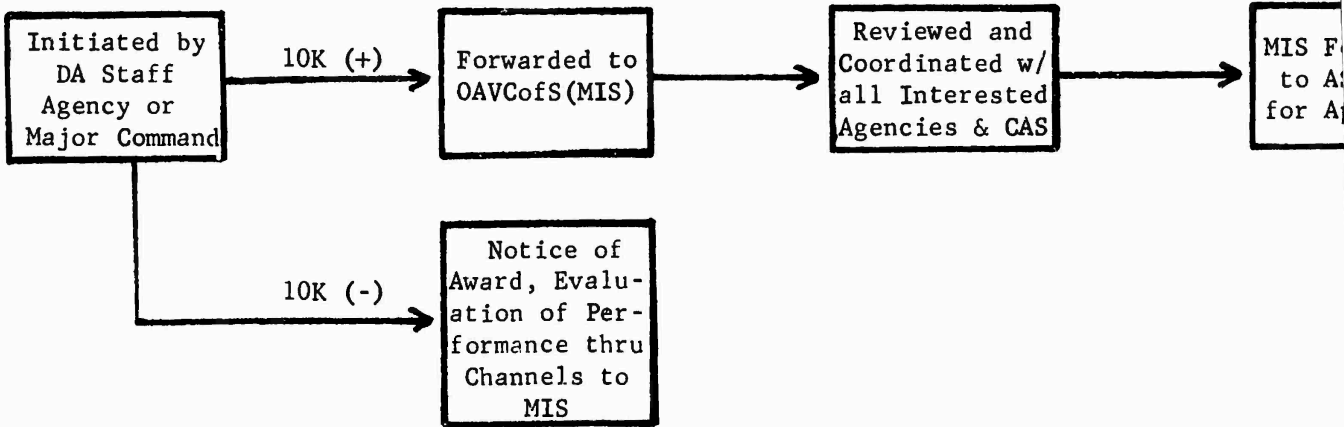 Initiated by
DA Staff
Agency or
Major Command
10K (+)
Forwarded to
OAVCofS(MIS)
Reviewed and
Coordinated w/
all Interested
Agencies & CAS
MIS
to
for
10K (-)
Notice of
Award, Evalu-
ation of Per-
formance thru
Channels to
MIS